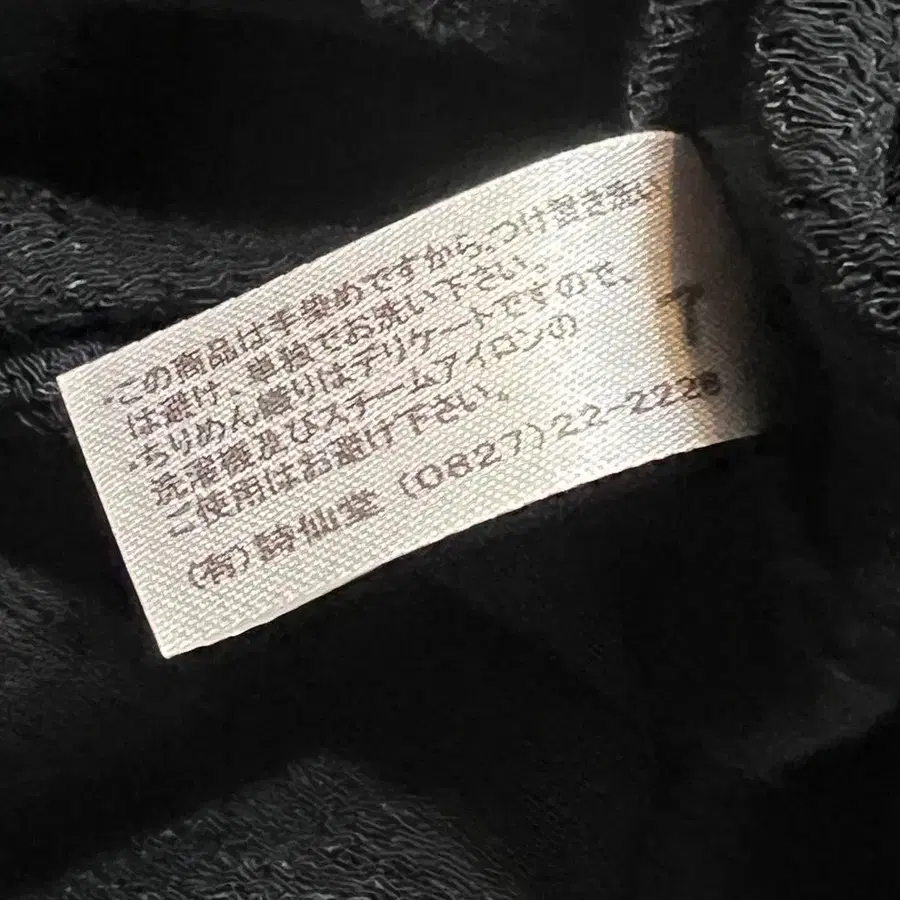 ・この商品は手染めですから、つけ置き洗い
は避け、単独でお洗い下さい。
・ちりめん織りはデリケートですので、
洗濯機及びスチームアイロンの
ご使用はお避け下さい。
(有)詩仙堂 (0827)22-2228